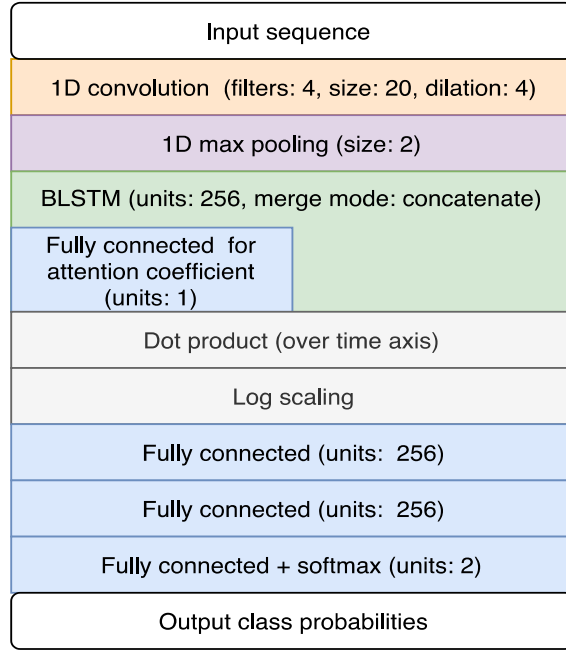 Input sequence
1D convolution (filters: 4, size: 20, dilation: 4)
1D max pooling (size: 2)
BLSTM (units: 256, merge mode: concatenate)
Fully connected for
attention coefficient
(units: 1)
Dot product (over time axis)
Log scaling
Fully connected (units: 256)
Fully connected (units: 256)
Fully connected + softmax (units: 2)
Output class probabilities